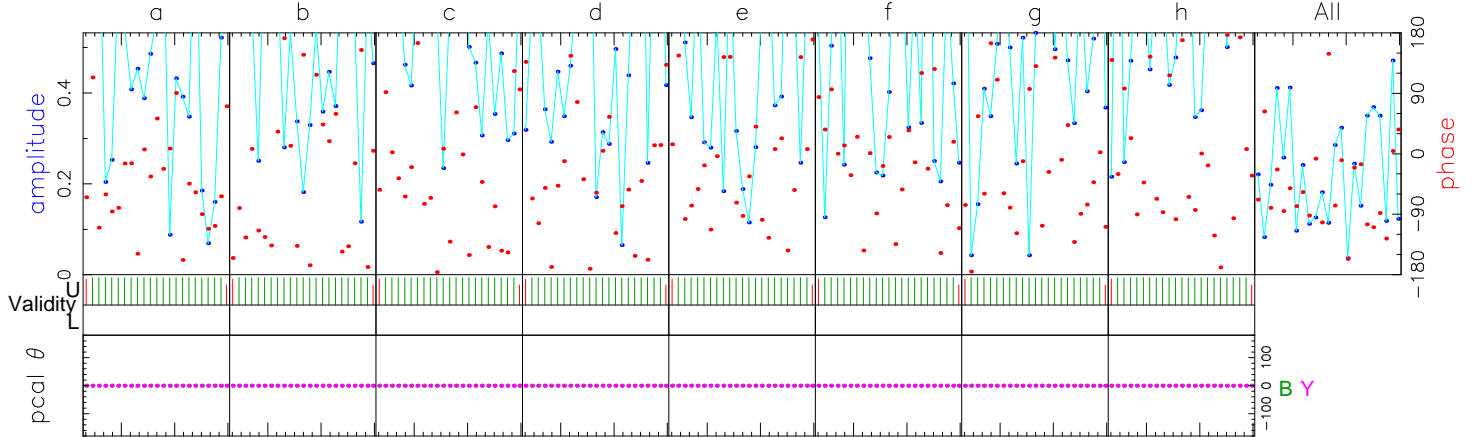 a b c d e f g h All
amplitude
0.4
0.2
0
180
90
0
−90
−180
phase
U
Validity
L
pcal θ
100
0
−100
B Y